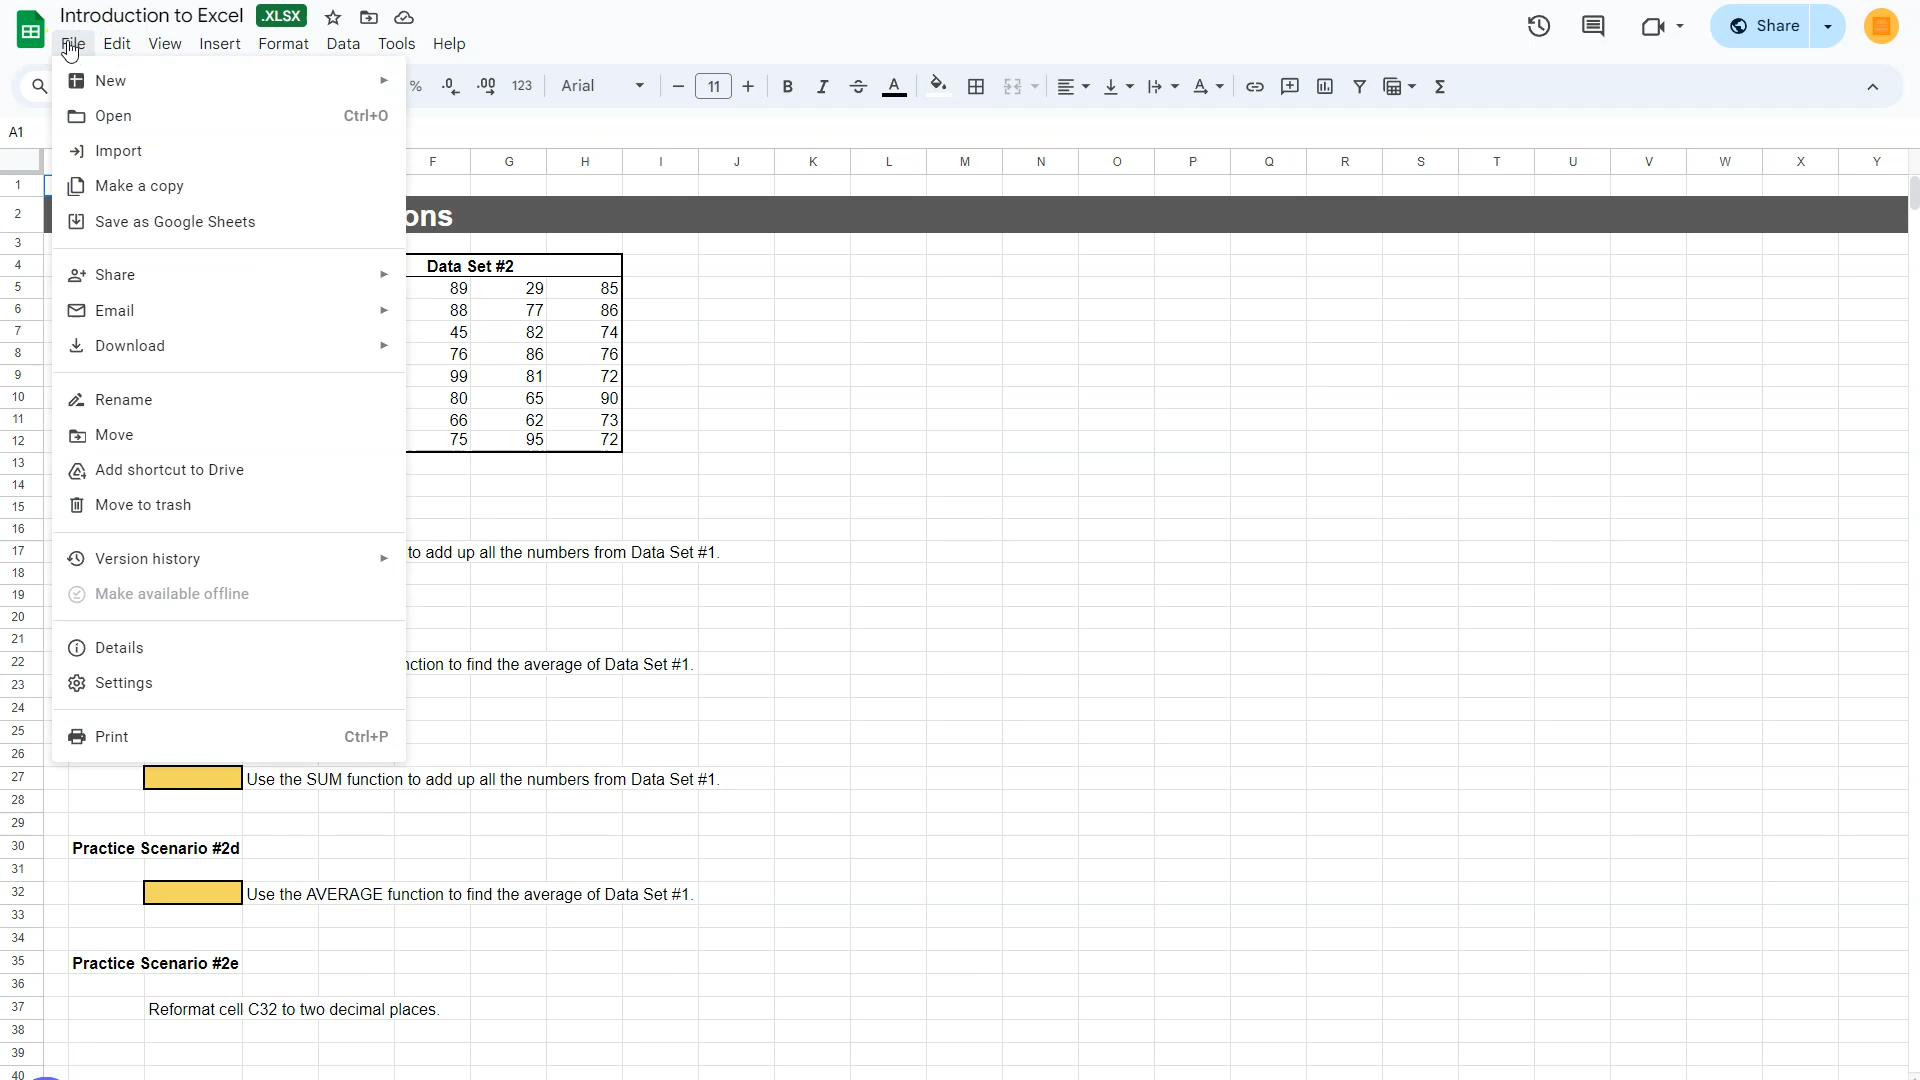 Introduction to Excel .XLSX
File Edit View Insert Format Data Tools Help
Share
% .0 .00 123 Arial 11 B I A
A1
New
Open Ctrl+O
Import
Make a copy
Save as Google Sheets
Share
Email
Download
Rename
Move
Add shortcut to Drive
Move to trash
Version history
Make available offline
Details
Settings
Print Ctrl+P
F G H I J K L M N O P Q R S T U V W X Y
1
2 ons
3
4 Data Set #2
5 89 29 85
6 88 77 86
7 45 82 74
8 76 86 76
9 99 81 72
10 80 65 90
11 66 62 73
12 75 95 72
13
14
15
16
17 to add up all the numbers from Data Set #1.
18
19
20
21
22 nction to find the average of Data Set #1.
23
24
25
26
27 Use the SUM function to add up all the numbers from Data Set #1.
28
29
30 Practice Scenario #2d
31
32 Use the AVERAGE function to find the average of Data Set #1.
33
34
35 Practice Scenario #2e
36
37 Reformat cell C32 to two decimal places.
38
39
40